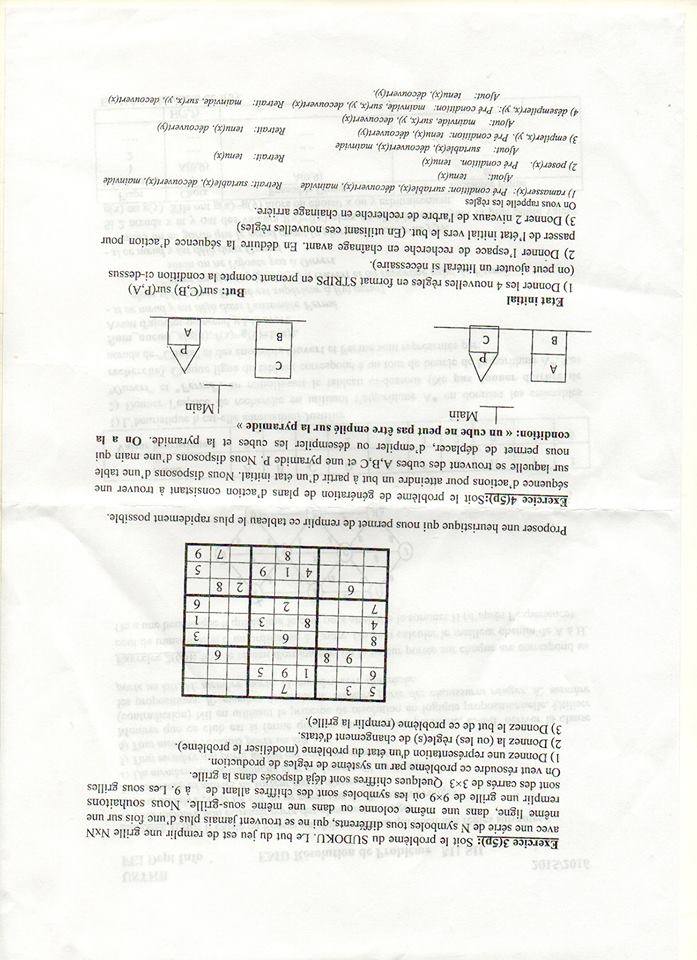 2015/2016
Exercice 3(5p): Soit le problème du SUDOKU. Le but du jeu est de remplir une grille NxN
avec une série de N symboles tous différents, qui ne se trouvent jamais plus d'une fois sur une
même ligne, dans une même colonne ou dans une même sous-grille. Nous souhaitons
remplir une grille de 9×9 où les symboles sont des chiffres allant de à 9. Les sous grilles
sont des carrés de 3×3 Quelques chiffres sont déjà disposés dans la grille.
On veut résoudre ce problème par un système de règles de production.
1) Donnez une représentation d'un état du problème (modéliser le problème).
2) Donnez la (ou les) règle(s) de changement d'états.
3) Donnez le but de ce problème (remplir la grille).
5 3 7
6 1 9 5
9 8 6
8 6 3
4 8 3 1
7 2 6
6 2 8
4 1 9 5
8 7 9
Proposer une heuristique qui nous permet de remplir ce tableau le plus rapidement possible.
Exercice 4(5p):Soit le problème de génération de plans d'action consistant à trouver une
séquence d'actions pour atteindre un but à partir d'un état initial. Nous disposons d'une table
sur laquelle se trouvent des cubes A,B,C et une pyramide P. Nous disposons d'une main qui
nous permet de déplacer, d'empiler ou désempiler les cubes et la pyramide. On a la
condition: « un cube ne peut pas être empilé sur la pyramide »
Main
Main
A
P
B
C
C
P
B
A
Etat initial
But: sur(C,B) sur(P,A)
1) Donner les 4 nouvelles règles en format STRIPS en prenant compte la condition ci-dessus
(on peut ajouter un littéral si nécessaire).
2) Donner l'espace de recherche en chaînage avant. En déduire la séquence d'action pour
passer de l'état initial vers le but. (En utilisant ces nouvelles règles)
3) Donner 2 niveaux de l'arbre de recherche en chainage arrière.
On vous rappelle les règles
1) ramasser(x): Pré condition: surtable(x), découvert(x), mainvide Retrait: surtable(x), découvert(x), mainvide
Ajout: tenu(x)
2) poser(x). Pré condition. tenu(x) Retrait: tenu(x)
Ajout: surtable(x), découvert(x), mainvide
3) empiler(x, y). Pré condition: tenu(x), découvert(y) Retrait: tenu(x), découvert(y)
Ajout: mainvide, sur(x, y), decouvert(x)
4) désempiler(x, y): Pré condition: mainvide, sur(x, y), decouvert(x) Retrait: mainvide, sur(x, y), decouvert(x)
Ajout: tenu(x), découvert(y).